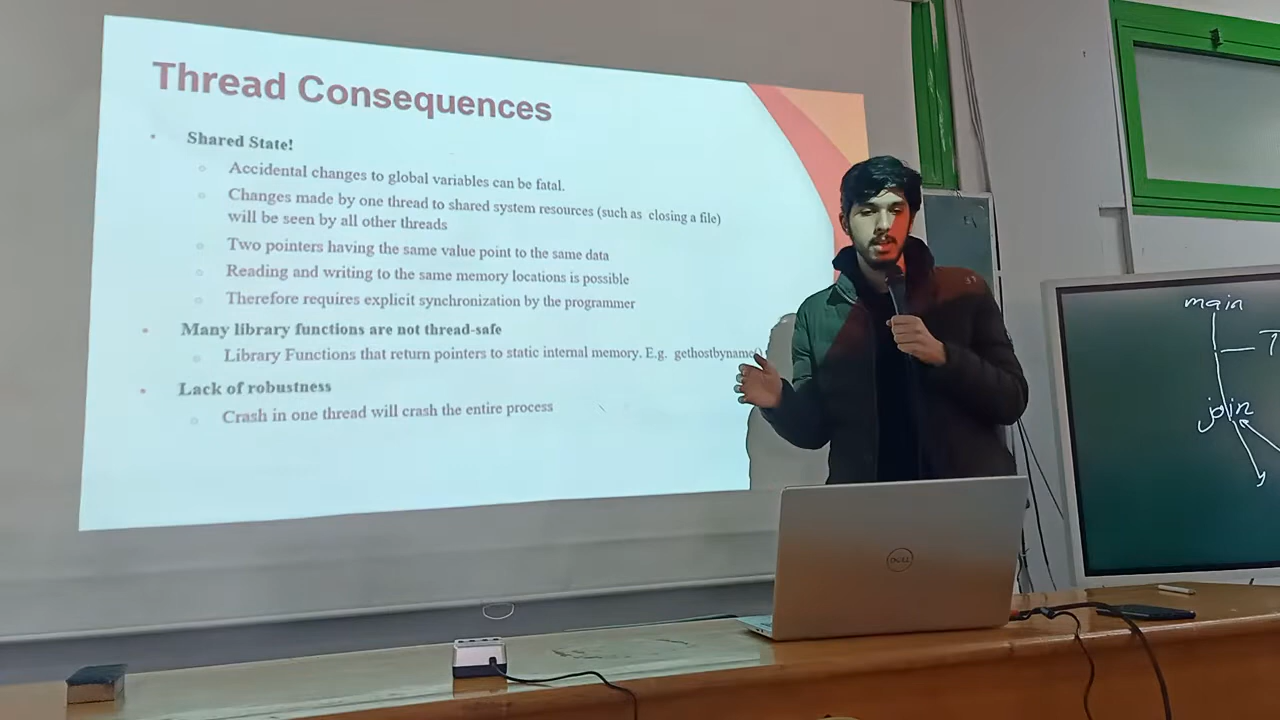 Thread Consequences
Shared State!
Accidental changes to global variables can be fatal.
Changes made by one thread to shared system resources (such as closing a file)
will be seen by all other threads
Two pointers having the same value point to the same data
Reading and writing to the same memory locations is possible
Therefore requires explicit synchronization by the programmer
Many library functions are not thread-safe
Library Functions that return pointers to static internal memory. E.g. gethostbyname()
Lack of robustness
Crash in one thread will crash the entire process
main
T
join
DELL